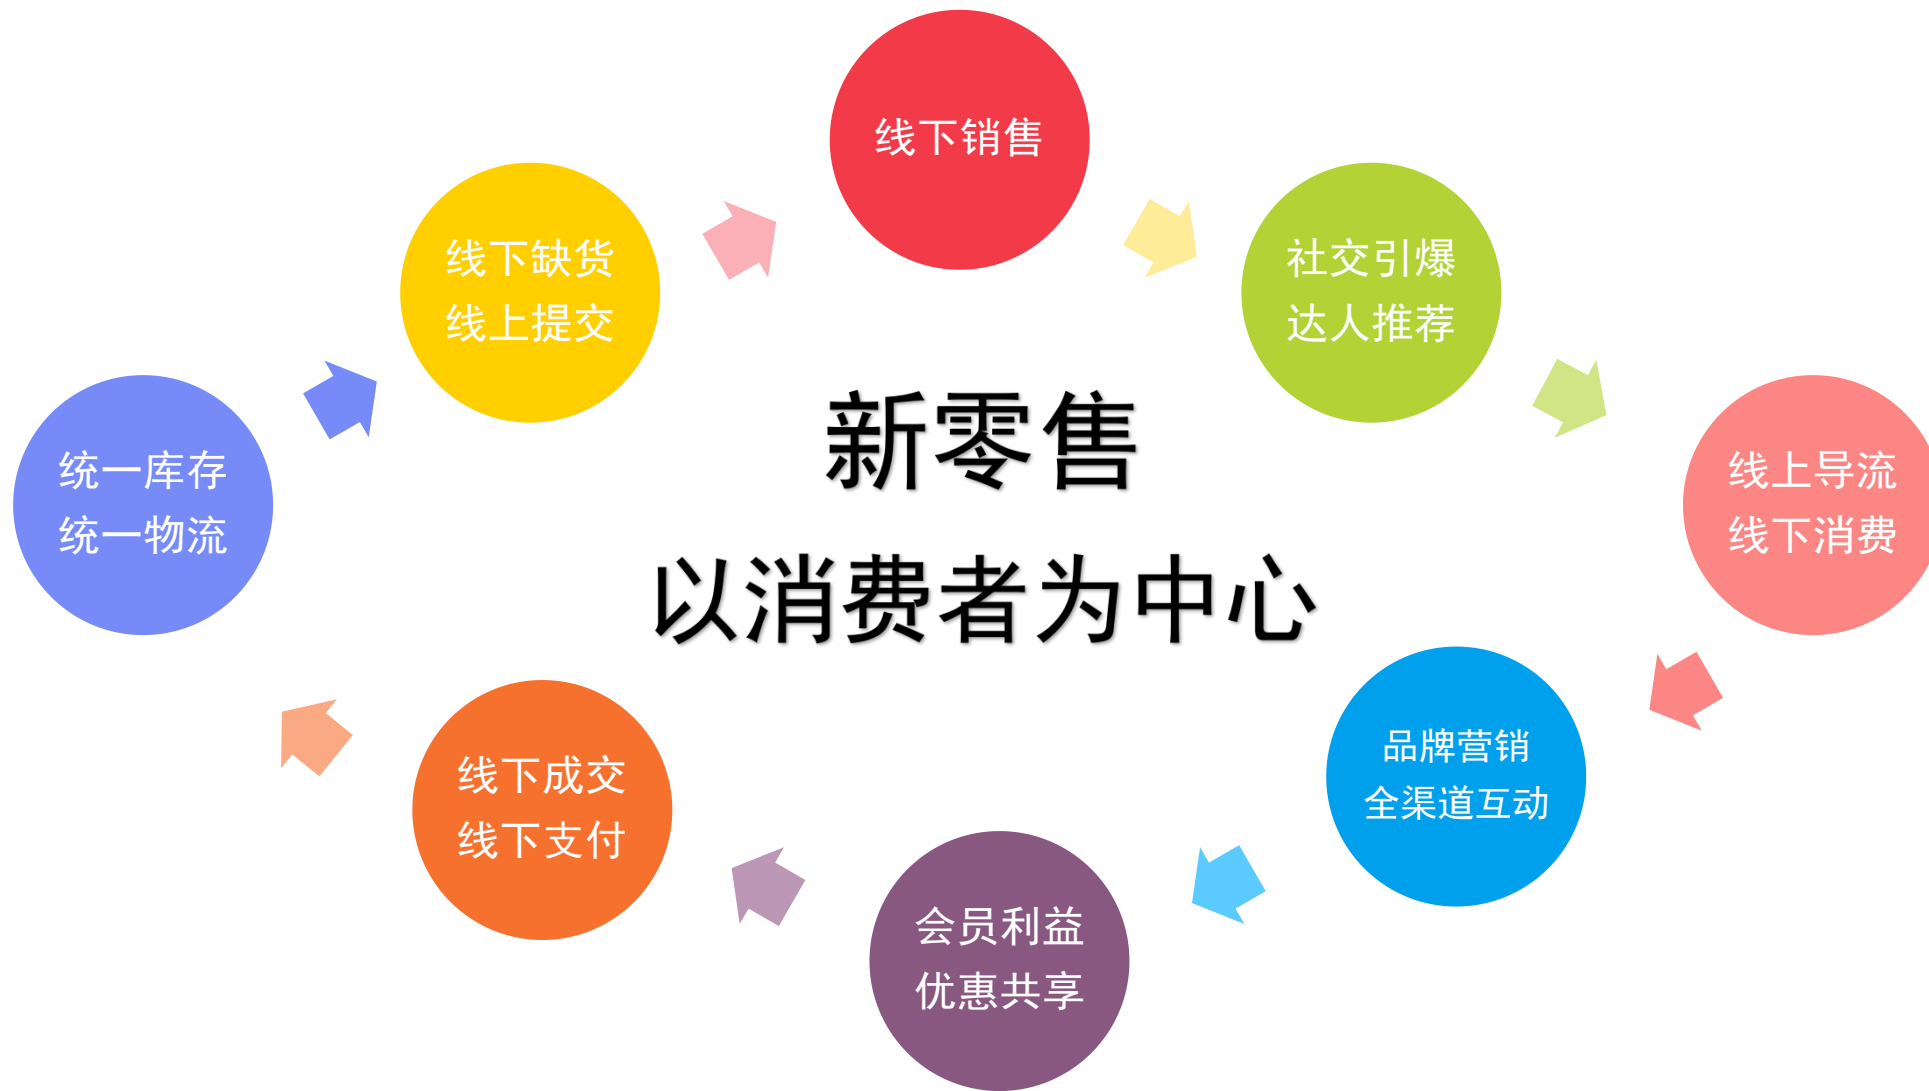 线下销售
线下缺货
线上提交
社交引爆
达人推荐
新零售
以消费者为中心
统一库存
统一物流
线上导流
线下消费
线下成交
线下支付
品牌营销
全渠道互动
会员利益
优惠共享